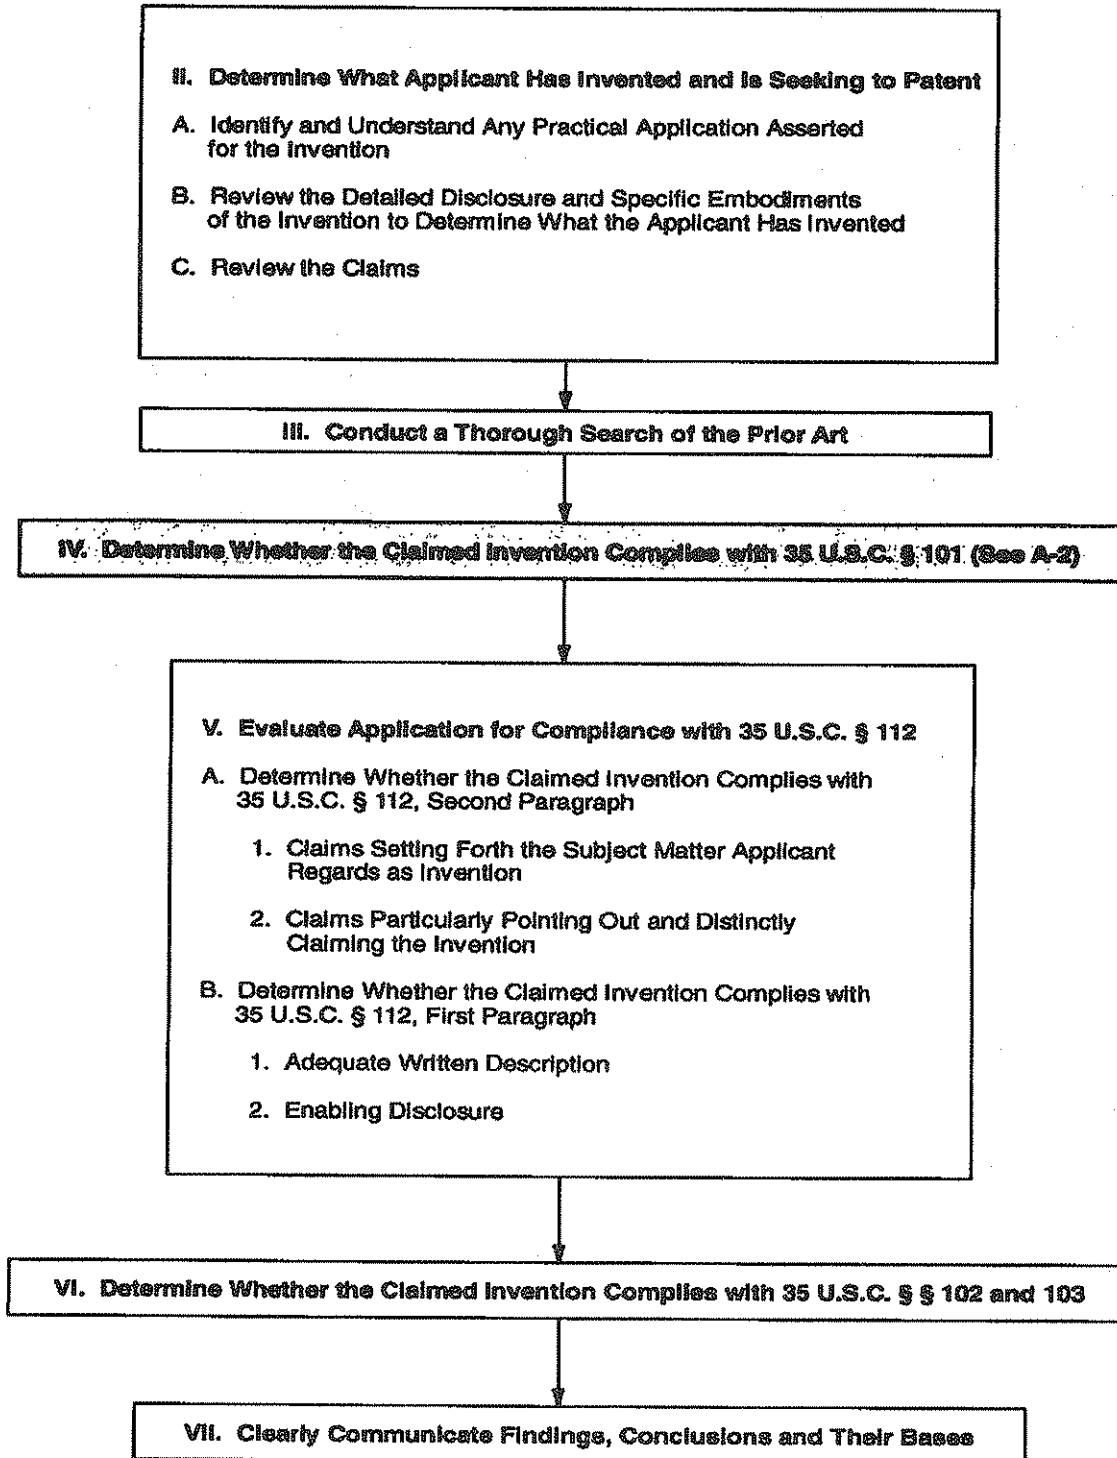 II. Determine What Applicant Has Invented and Is Seeking to Patent
A. Identify and Understand Any Practical Application Asserted
for the Invention
B. Review the Detailed Disclosure and Specific Embodiments
of the Invention to Determine What the Applicant Has Invented
C. Review the Claims
III. Conduct a Thorough Search of the Prior Art
IV. Determine Whether the Claimed Invention Complies with 35 U.S.C. § 101 (See A-2)
V. Evaluate Application for Compliance with 35 U.S.C. § 112
A. Determine Whether the Claimed Invention Complies with
35 U.S.C. § 112, Second Paragraph
1. Claims Setting Forth the Subject Matter Applicant
Regards as Invention
2. Claims Particularly Pointing Out and Distinctly
Claiming the Invention
B. Determine Whether the Claimed Invention Complies with
35 U.S.C. § 112, First Paragraph
1. Adequate Written Description
2. Enabling Disclosure
VI. Determine Whether the Claimed Invention Complies with 35 U.S.C. § § 102 and 103
VII. Clearly Communicate Findings, Conclusions and Their Bases